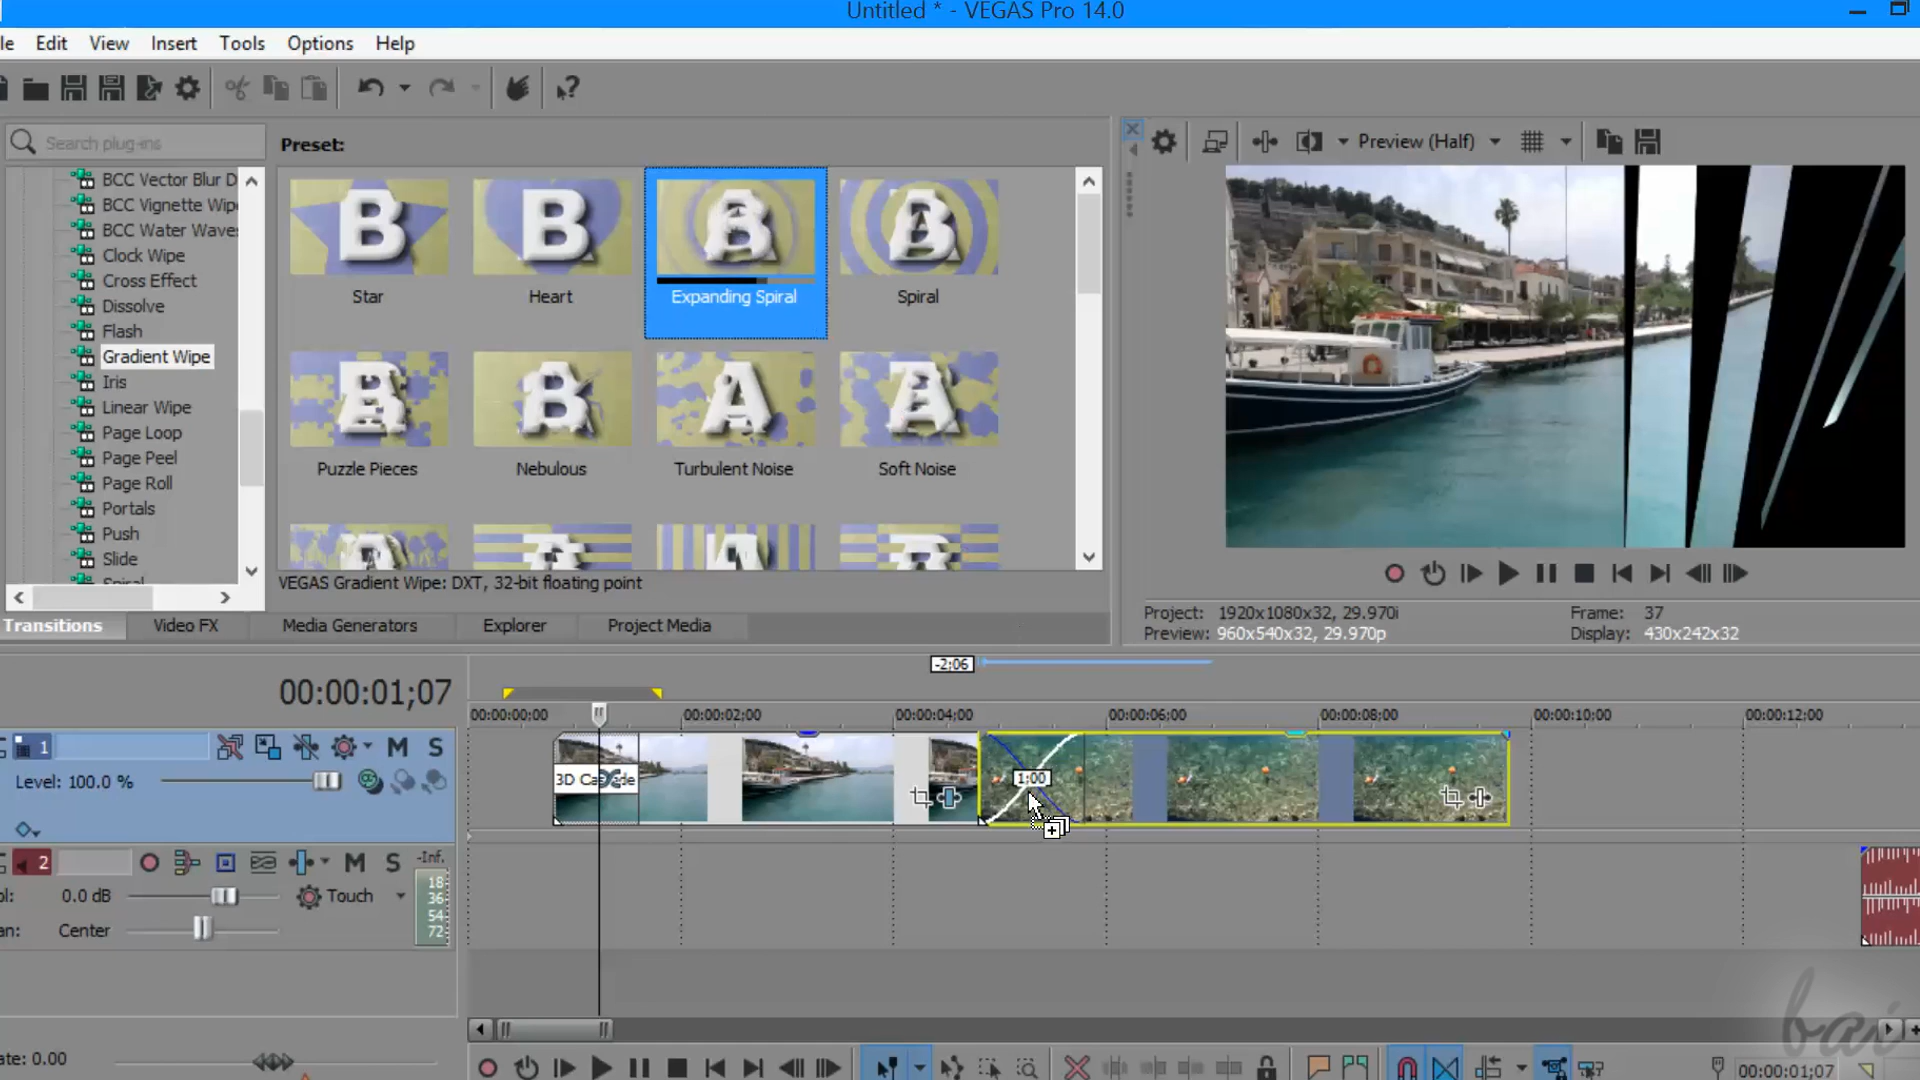 Untitled * - VEGAS Pro 14.0
le Edit View Insert Tools Options Help
Search plug-ins
Preset:
Preview (Half)
BCC Vector Blur D
BCC Vignette Wip
BCC Water Wave
Clock Wipe
Cross Effect
Dissolve
Flash
Gradient Wipe
Iris
Linear Wipe
Page Loop
Page Peel
Page Roll
Portals
Push
Slide
Spiral
Star
Heart
Expanding Spiral
Spiral
Puzzle Pieces
Nebulous
Turbulent Noise
Soft Noise
VEGAS Gradient Wipe: DXT, 32-bit floating point
Transitions Video FX Media Generators Explorer Project Media
Project: 1920x1080x32, 29.970i Frame: 37
Preview: 960x540x32, 29.970p Display: 430x242x32
-2;06
00:00:01;07
00:00:00;00 00:00:02;00 00:00:04;00 00:00:06;00 00:00:08;00 00:00:10;00 00:00:12;00
1 M S
Level: 100.0 %
1;00
2 M S -Inf.
ol: 0.0 dB Touch
an: Center
18
36
54
72
ate: 0.00
00:00:01;07
bai